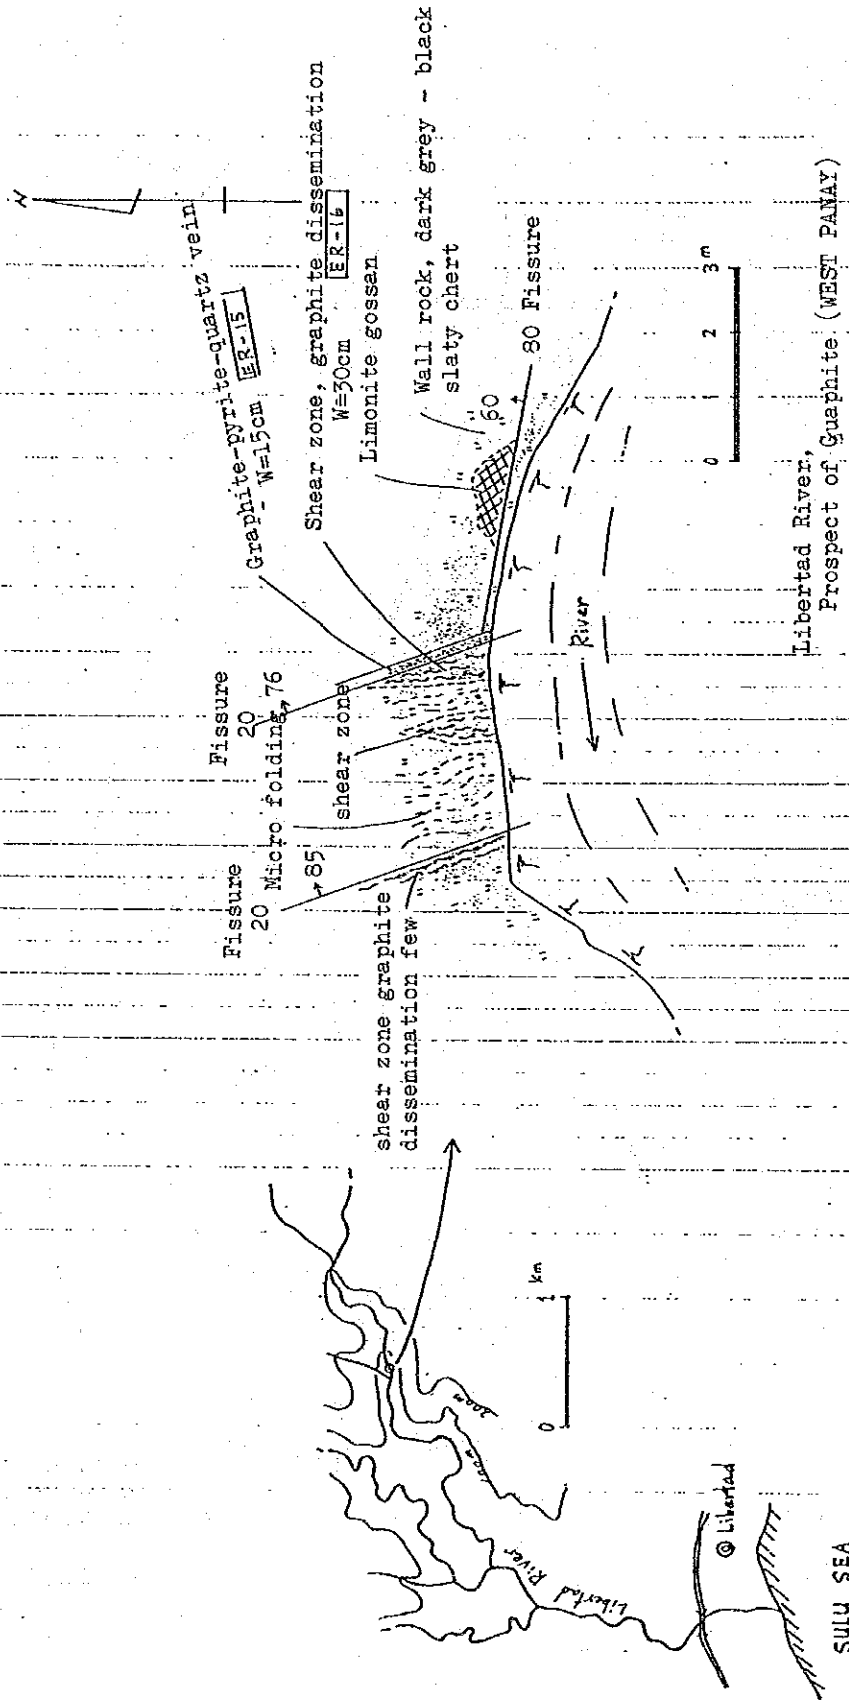 N
Graphite-pyrite-quartz vein
W=15cm ER-15
Shear zone, graphite dissemination
W=30cm ER-16
Limonite gossan
Wall rock, dark grey - black
slaty chert
60
80 Fissure
Fissure
20
Micro folding 76
shear zone
Fissure
20
85
shear zone graphite
dissemination few
River
0 1 2 3 m
Libertad River,
Prospect of Guaphite (WEST PANAY)
km
0 1
200m
100m
Libertad River
Libertad
SULU SEA